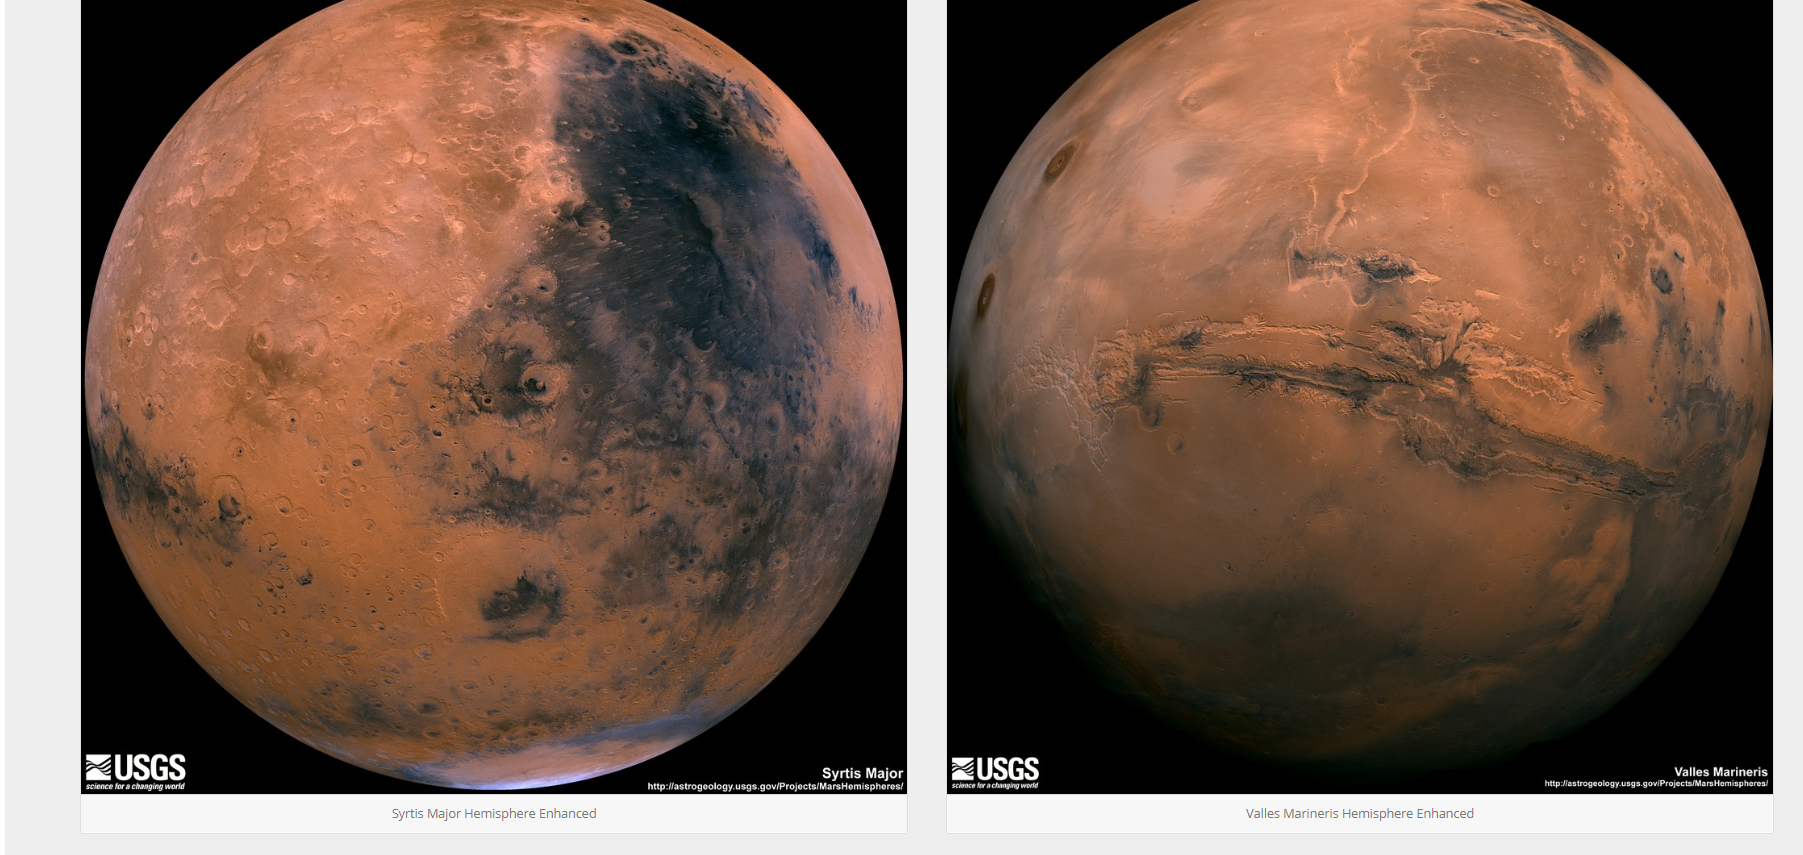 USGS
science for a changing world
Syrtis Major
http://astrogeology.usgs.gov/Projects/MarsHemispheres/
Syrtis Major Hemisphere Enhanced
USGS
science for a changing world
Valles Marineris
http://astrogeology.usgs.gov/Projects/MarsHemispheres/
Valles Marineris Hemisphere Enhanced